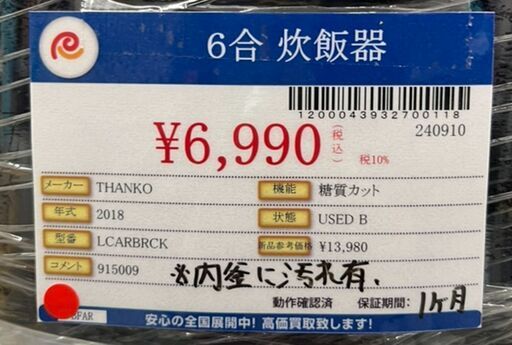 6合 炊飯器
1200043932700118
240910
¥6,990 (税込) 税10%
メーカー THANKO 機能 糖質カット
年式 2018 状態 USED B
型番 LCARBRCK 新品参考価格 ¥13,980
コメント 915009 ※内釜に汚れ有、
動作確認済 保証期間： 1ヶ月
安心の全国展開中! 高価買取致します!